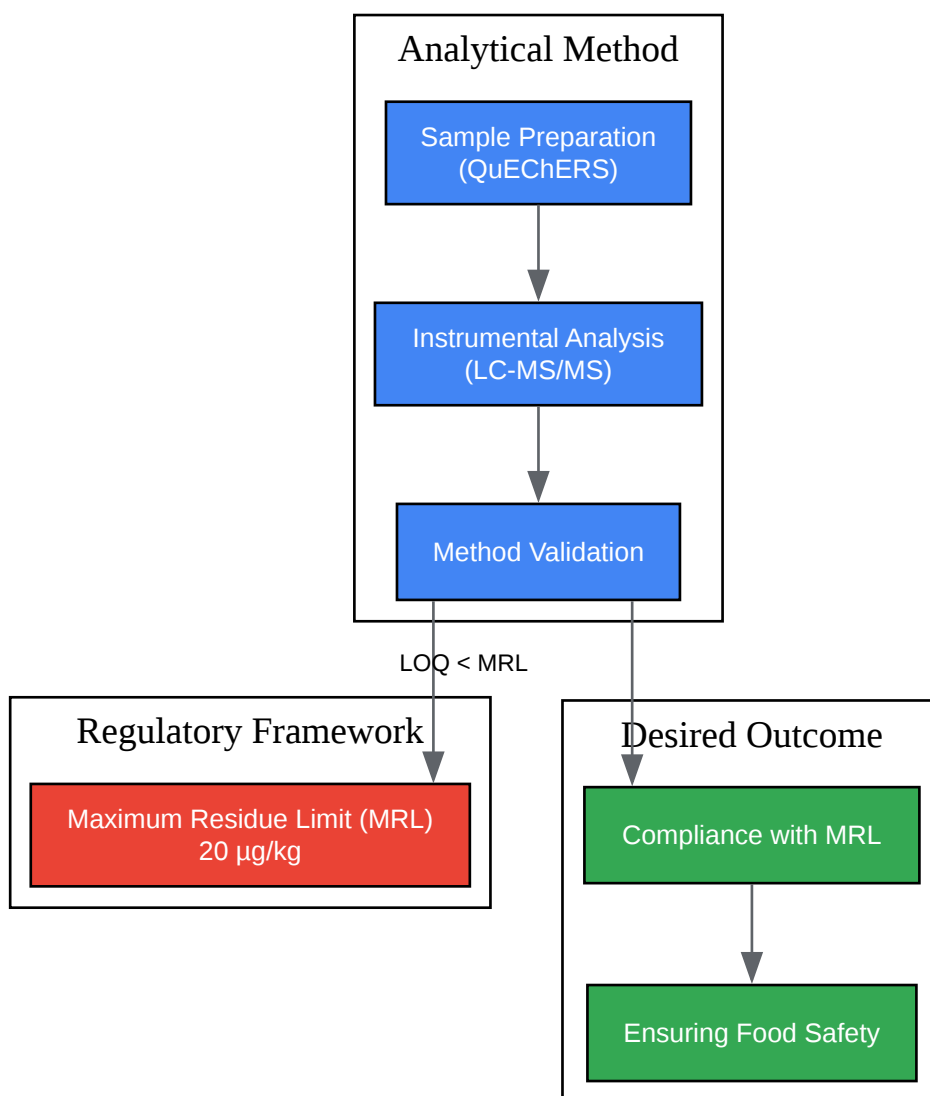 Analytical Method
Sample Preparation
(QuEChERS)
Instrumental Analysis
(LC-MS/MS)
Method Validation
LOQ < MRL
Regulatory Framework
Maximum Residue Limit (MRL)
20 µg/kg
Desired Outcome
Compliance with MRL
Ensuring Food Safety